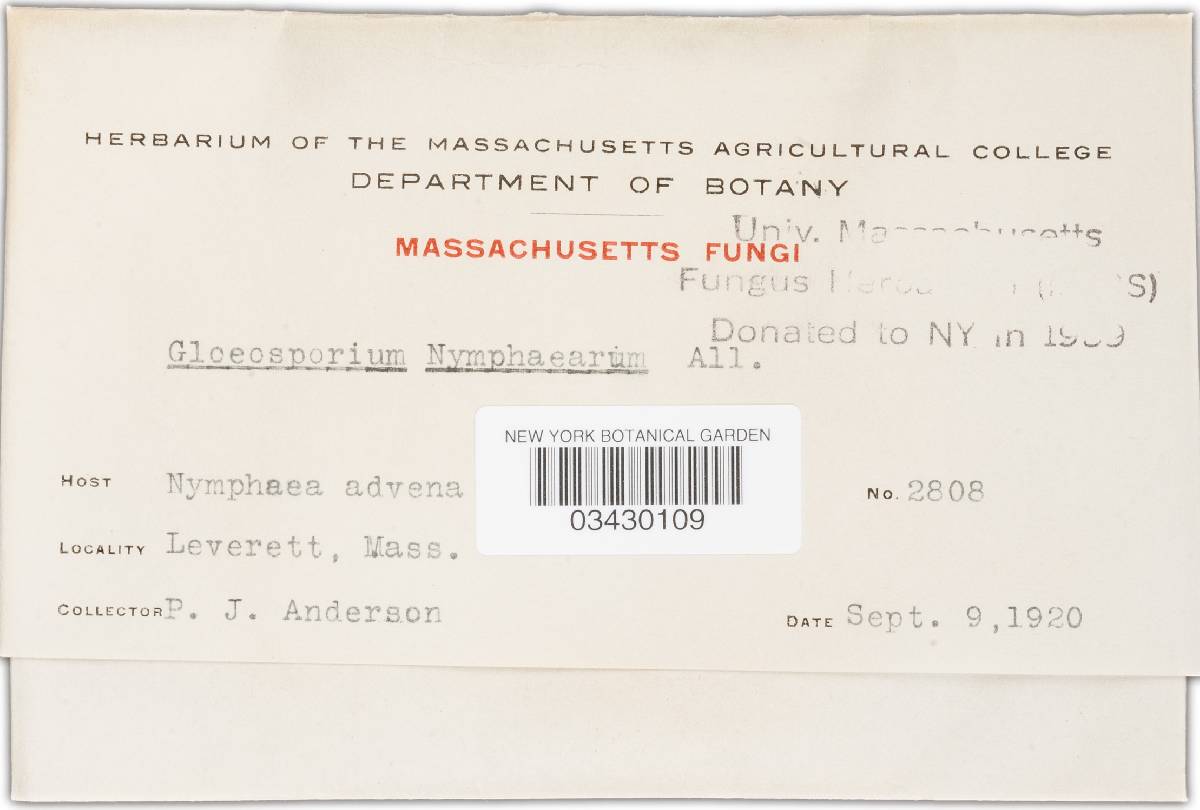 HERBARIUM OF THE MASSACHUSETTS AGRICULTURAL COLLEGE
DEPARTMENT OF BOTANY
MASSACHUSETTS FUNGI
Univ. Massachusetts
Fungus
Donated to NY in
Gloeosporium Nymphaearum All.
NEW YORK BOTANICAL GARDEN
03430109
HOST Nymphaea advena
No. 2808
LOCALITY Leverett, Mass.
COLLECTOR P. J. Anderson
DATE Sept. 9,1920